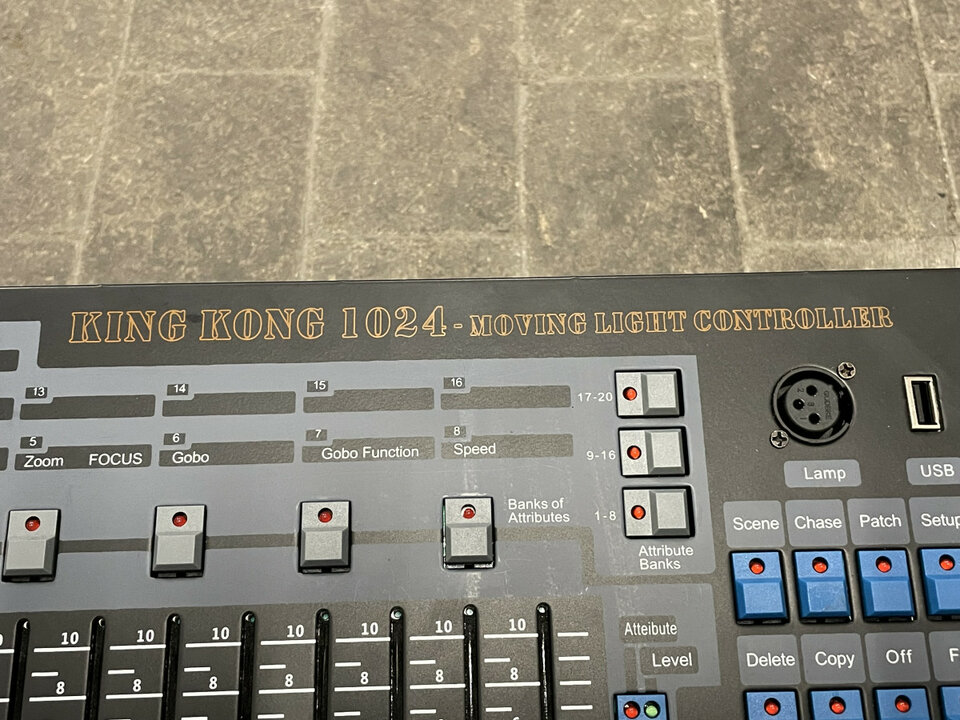 KING KONG 1024 - MOVING LIGHT CONTROLLER
13 14 15 16
17-20
5 6 7 8
Zoom FOCUS Gobo Gobo Function Speed
9-16
Lamp USB
Banks of
Attributes
1-8
Attribute
Banks
Scene Chase Patch Setup
10 10 10 10 10 10 10
Atteibute
Level
Delete Copy Off F
8 8 8 8 8 8 8